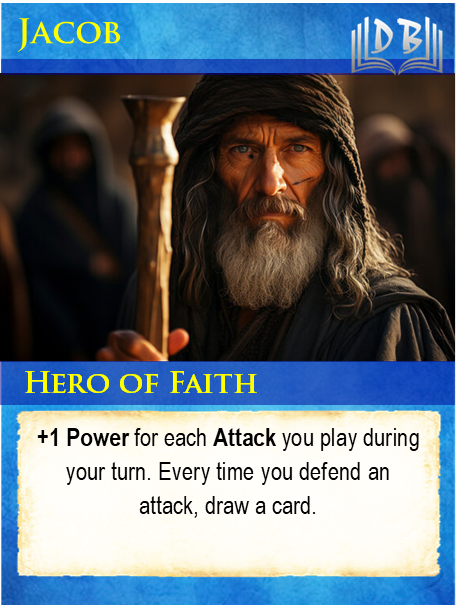 Jacob
DB
Hero of Faith
+1 Power for each Attack you play during
your turn. Every time you defend an
attack, draw a card.